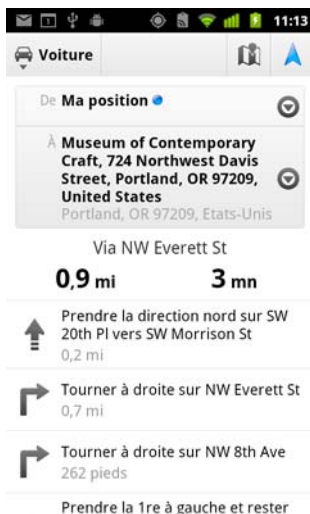 11:13
Voiture
De Ma position
À Museum of Contemporary
Craft, 724 Northwest Davis
Street, Portland, OR 97209,
United States
Portland, OR 97209, Etats-Unis
Via NW Everett St
0,9 mi 3 mn
Prendre la direction nord sur SW
20th Pl vers SW Morrison St
0,2 mi
Tourner à droite sur NW Everett St
0,7 mi
Tourner à droite sur NW 8th Ave
262 pieds
Prendre la 1re à gauche et rester